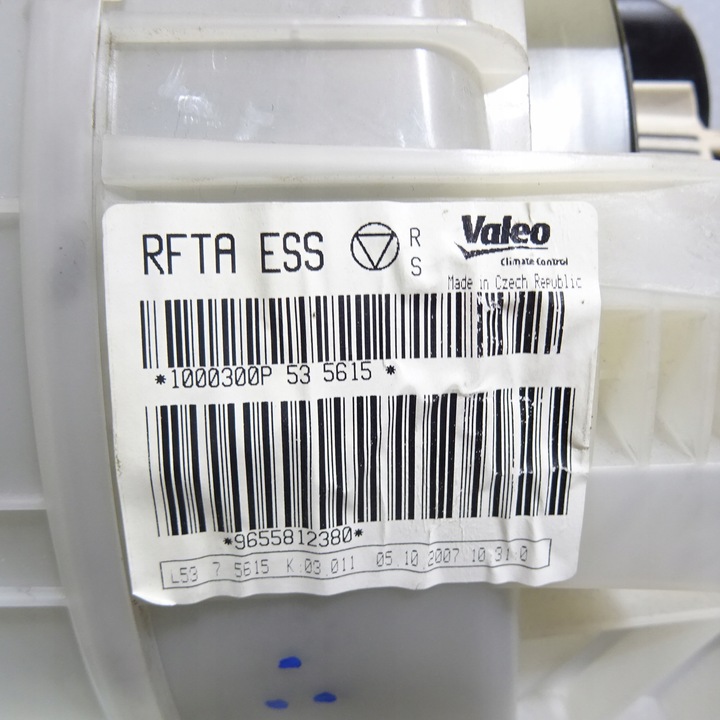 RFTA ESS R S
Valeo
Climate Control
Made in Czech Republic
*1000300P 53 5615 *
*9655812380*
L53 7 5615 K 03 011 05 10 2007 10 31 0